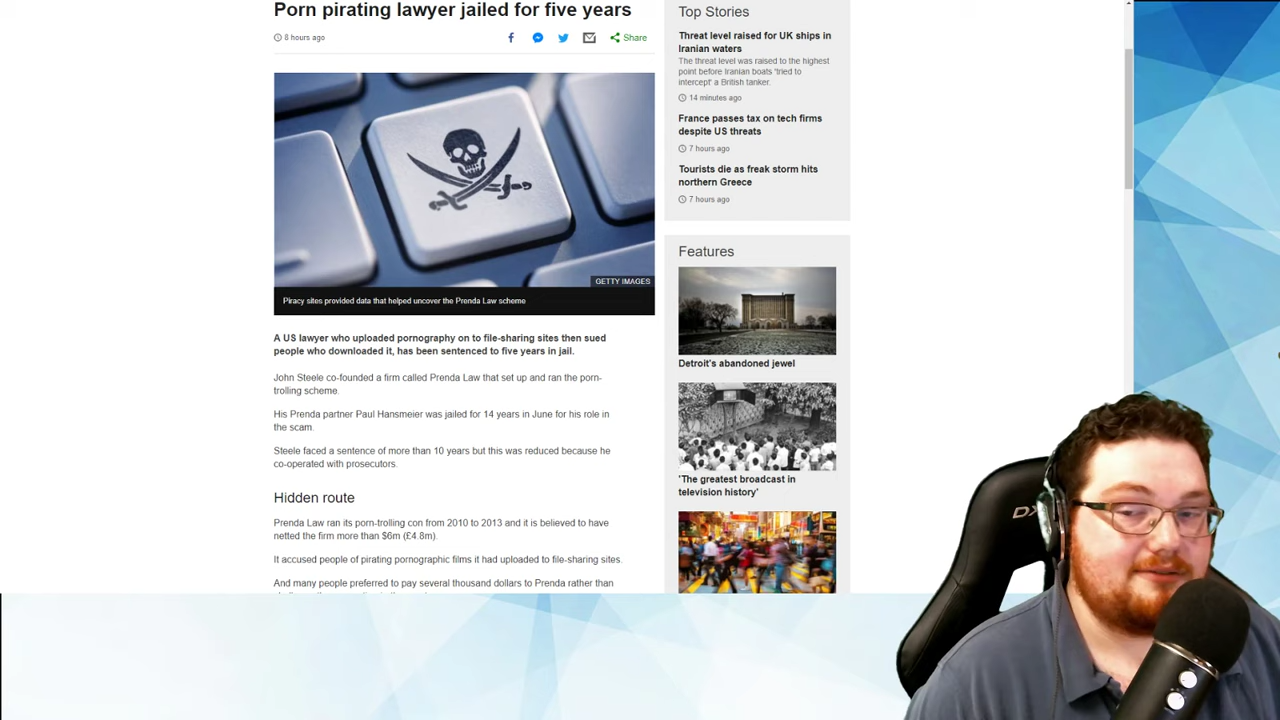 Porn pirating lawyer jailed for five years
8 hours ago
Share
GETTY IMAGES
Piracy sites provided data that helped uncover the Prenda Law scheme
A US lawyer who uploaded pornography on to file-sharing sites then sued
people who downloaded it, has been sentenced to five years in jail.
John Steele co-founded a firm called Prenda Law that set up and ran the porn-
trolling scheme.
His Prenda partner Paul Hansmeier was jailed for 14 years in June for his role in
the scam.
Steele faced a sentence of more than 10 years but this was reduced because he
co-operated with prosecutors.
Hidden route
Prenda Law ran its porn-trolling con from 2010 to 2013 and it is believed to have
netted the firm more than $6m (£4.8m).
It accused people of pirating pornographic films it had uploaded to file-sharing sites.
And many people preferred to pay several thousand dollars to Prenda rather than
Top Stories
Threat level raised for UK ships in
Iranian waters
The threat level was raised to the highest
point before Iranian boats 'tried to
intercept' a British tanker.
14 minutes ago
France passes tax on tech firms
despite US threats
7 hours ago
Tourists die as freak storm hits
northern Greece
7 hours ago
Features
Detroit's abandoned jewel
'The greatest broadcast in
television history'
DX